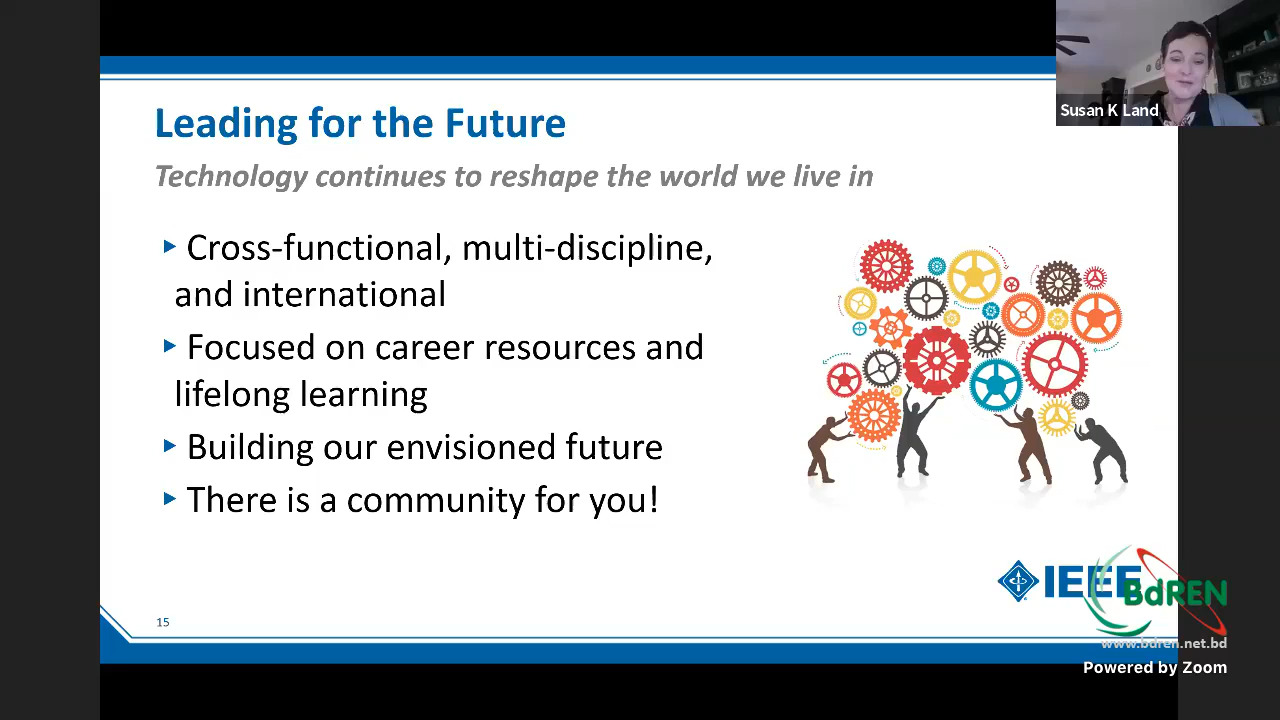 Susan K Land
Leading for the Future
Technology continues to reshape the world we live in
Cross-functional, multi-discipline,
and international
Focused on career resources and
lifelong learning
Building our envisioned future
There is a community for you!
IEEE
BdREN
15
www.bdren.net.bd
Powered by Zoom